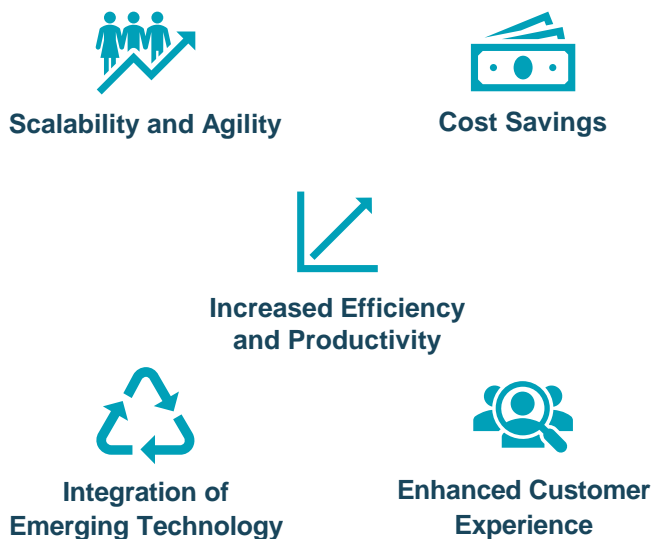 Scalability and Agility
Cost Savings
Increased Efficiency
and Productivity
Integration of
Emerging Technology
Enhanced Customer
Experience